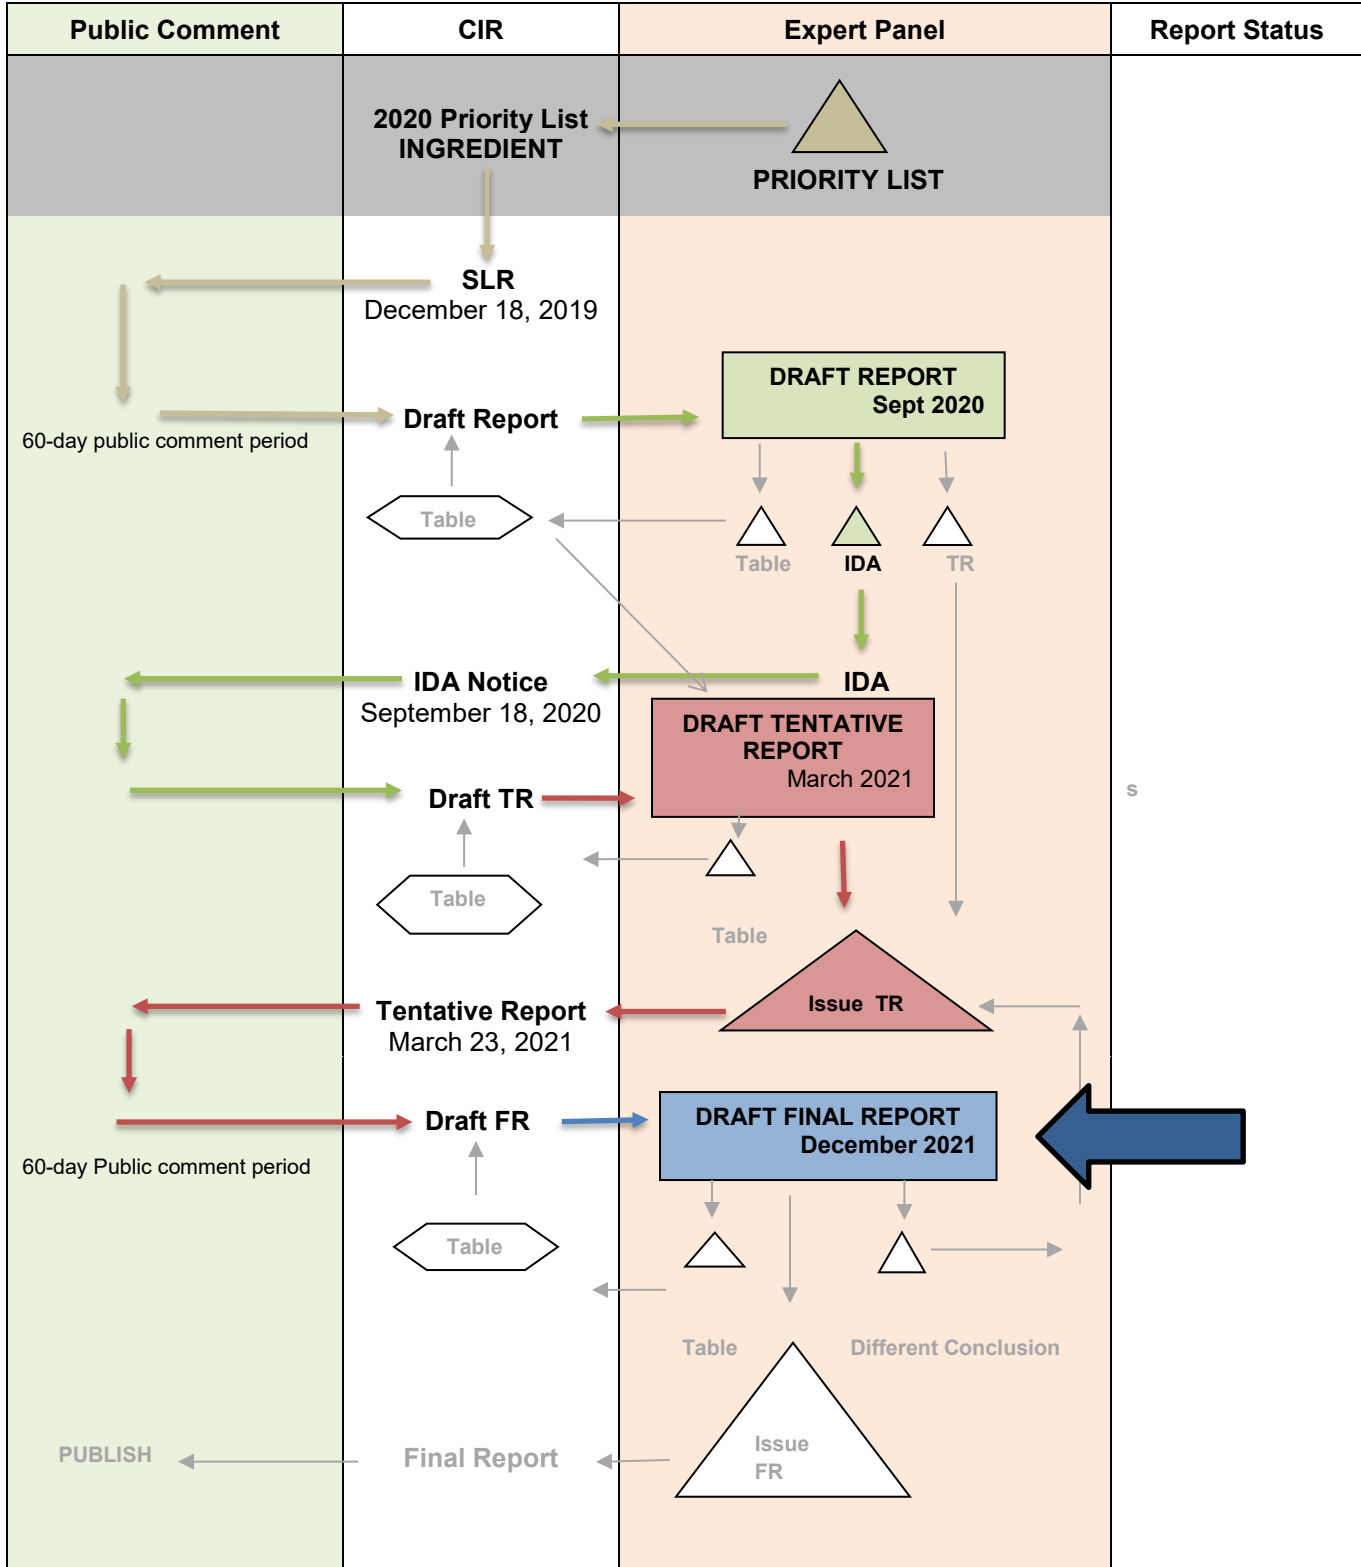 Public Comment
CIR
Expert Panel
Report Status
2020 Priority List
INGREDIENT
PRIORITY LIST
SLR
December 18, 2019
60-day public comment period
Draft Report
DRAFT REPORT
Sept 2020
Table
Table
IDA
TR
IDA Notice
September 18, 2020
IDA
DRAFT TENTATIVE
REPORT
March 2021
Draft TR
s
Table
Table
Tentative Report
March 23, 2021
Issue TR
60-day Public comment period
Draft FR
DRAFT FINAL REPORT
December 2021
Table
Table
Different Conclusion
PUBLISH
Final Report
Issue
FR